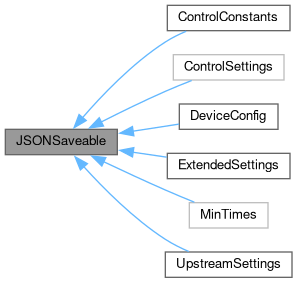 ControlConstants
ControlSettings
DeviceConfig
JSONSaveable
ExtendedSettings
MinTimes
UpstreamSettings